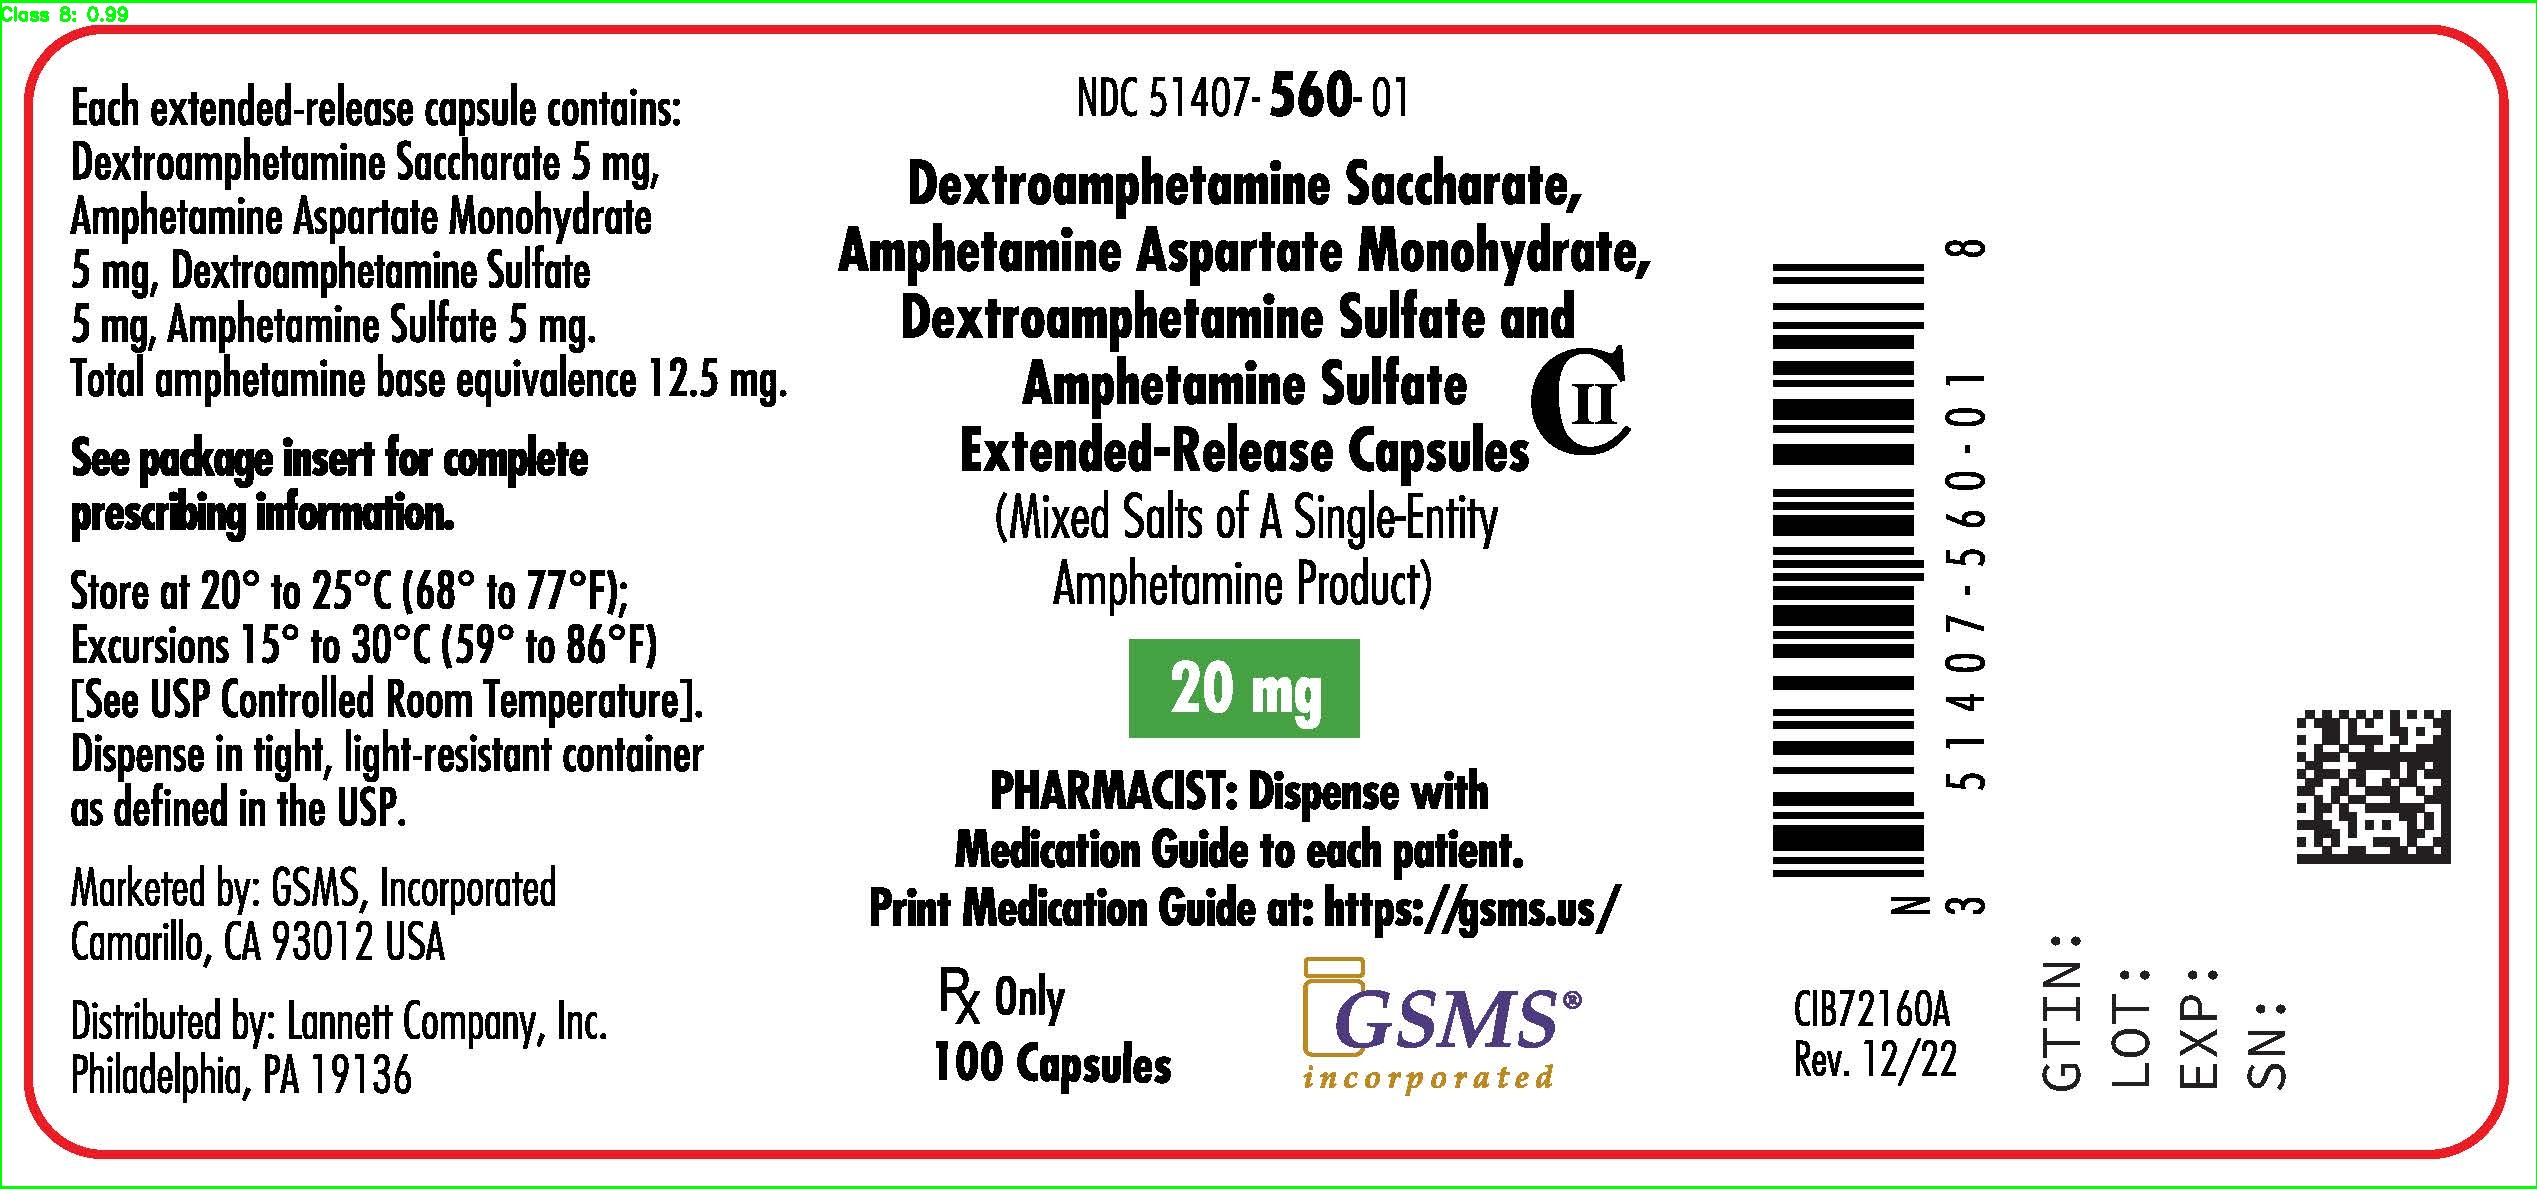 Class 8: 0.99
Each extended-release capsule contains:
Dextroamphetamine Saccharate 5 mg,
Amphetamine Aspartate Monohydrate
5 mg, Dextroamphetamine Sulfate
5 mg, Amphetamine Sulfate 5 mg.
Total amphetamine base equivalence 12.5 mg.
See package insert for complete
prescribing information.
Store at 20° to 25°C (68° to 77°F);
Excursions 15° to 30°C (59° to 86°F)
[See USP Controlled Room Temperature].
Dispense in tight, light-resistant container
as defined in the USP.
Marketed by: GSMS, Incorporated
Camarillo, CA 93012 USA
Distributed by: Lannett Company, Inc.
Philadelphia, PA 19136
NDC 51407-560-01
Dextroamphetamine Saccharate,
Amphetamine Aspartate Monohydrate,
Dextroamphetamine Sulfate and
Amphetamine Sulfate
Extended-Release Capsules
CII
(Mixed Salts of A Single-Entity
Amphetamine Product)
20 mg
PHARMACIST: Dispense with
Medication Guide to each patient.
Print Medication Guide at: https://gsms.us/
Rx Only
100 Capsules
GSMS®
incorporated
N
3 51407-560-01 8
CIB72160A
Rev. 12/22
GTIN:
LOT:
EXP:
SN: